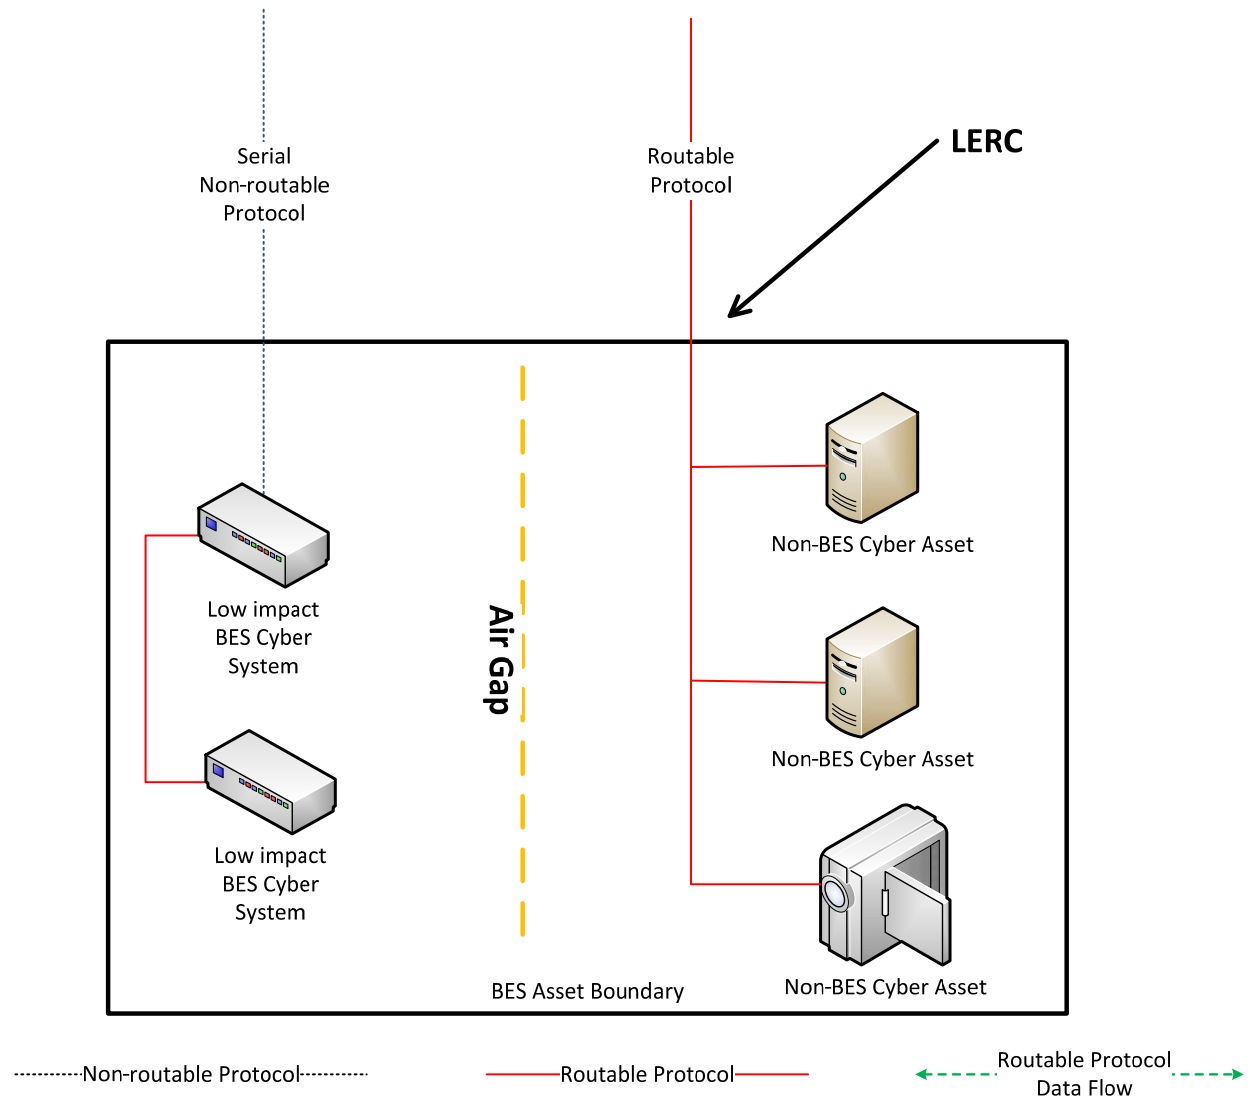 LERC
Serial
Non-routable
Protocol
Routable
Protocol
Non-BES Cyber Asset
Low impact
BES Cyber
System
Air Gap
Non-BES Cyber Asset
Low impact
BES Cyber
System
Non-BES Cyber Asset
BES Asset Boundary
Non-routable Protocol
Routable Protocol
Routable Protocol
Data Flow